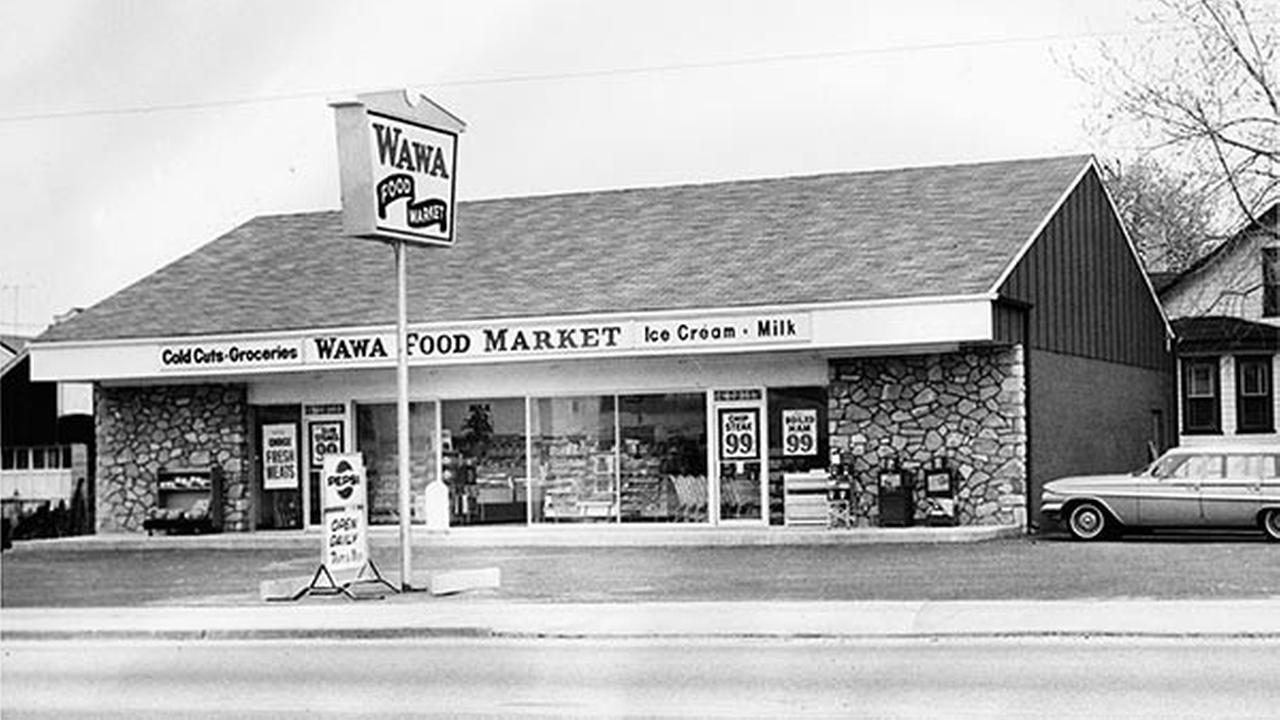 WAWA
FOOD
MARKET
Cold Cuts-Groceries
WAWA FOOD MARKET
Ice Cream · Milk
FRESH
MEATS
99
PEPSI
OPEN
DAILY
CHIP
STEAK
99
BOILED
HAM
99